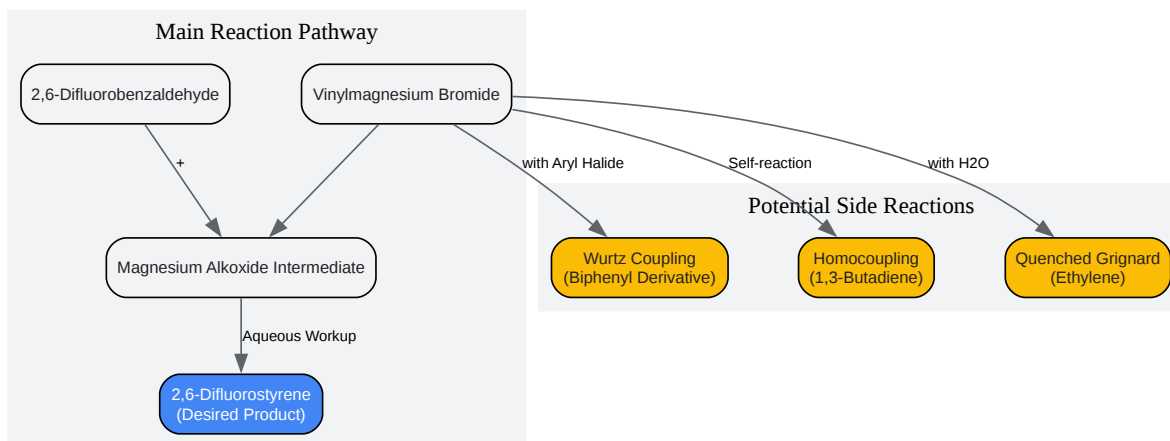 Main Reaction Pathway
2,6-Difluorobenzaldehyde
Vinylmagnesium Bromide
+
with Aryl Halide
Self-reaction
with H2O
Potential Side Reactions
Magnesium Alkoxide Intermediate
Wurtz Coupling
(Biphenyl Derivative)
Homocoupling
(1,3-Butadiene)
Quenched Grignard
(Ethylene)
Aqueous Workup
2,6-Difluorostyrene
(Desired Product)